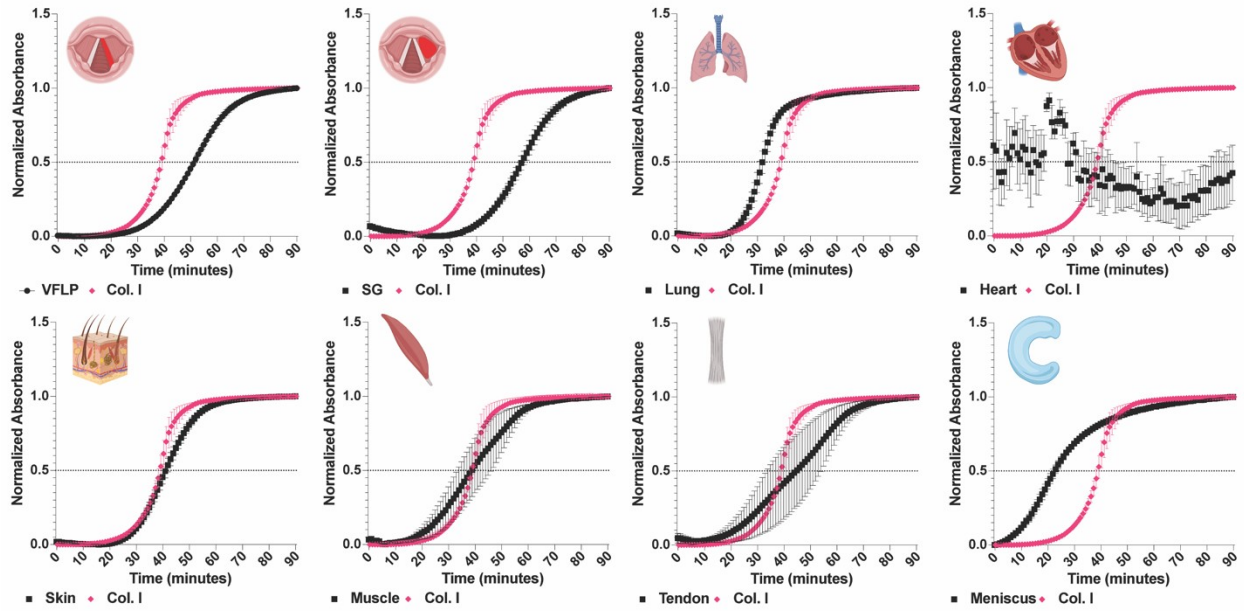 Normalized Absorbance
1.5
1.0
0.5
0.0
0 10 20 30 40 50 60 70 80 90
Time (minutes)
VFLP Col. I
Normalized Absorbance
1.5
1.0
0.5
0.0
0 10 20 30 40 50 60 70 80 90
Time (minutes)
SG Col. I
Normalized Absorbance
1.5
1.0
0.5
0.0
0 10 20 30 40 50 60 70 80 90
Time (minutes)
Lung Col. I
Normalized Absorbance
1.5
1.0
0.5
0.0
0 10 20 30 40 50 60 70 80 90
Time (minutes)
Heart Col. I
Normalized Absorbance
1.5
1.0
0.5
0.0
0 10 20 30 40 50 60 70 80 90
Time (minutes)
Skin Col. I
Normalized Absorbance
1.5
1.0
0.5
0.0
0 10 20 30 40 50 60 70 80 90
Time (minutes)
Muscle Col. I
Normalized Absorbance
1.5
1.0
0.5
0.0
0 10 20 30 40 50 60 70 80 90
Time (minutes)
Tendon Col. I
Normalized Absorbance
1.5
1.0
0.5
0.0
0 10 20 30 40 50 60 70 80 90
Time (minutes)
Meniscus Col. I